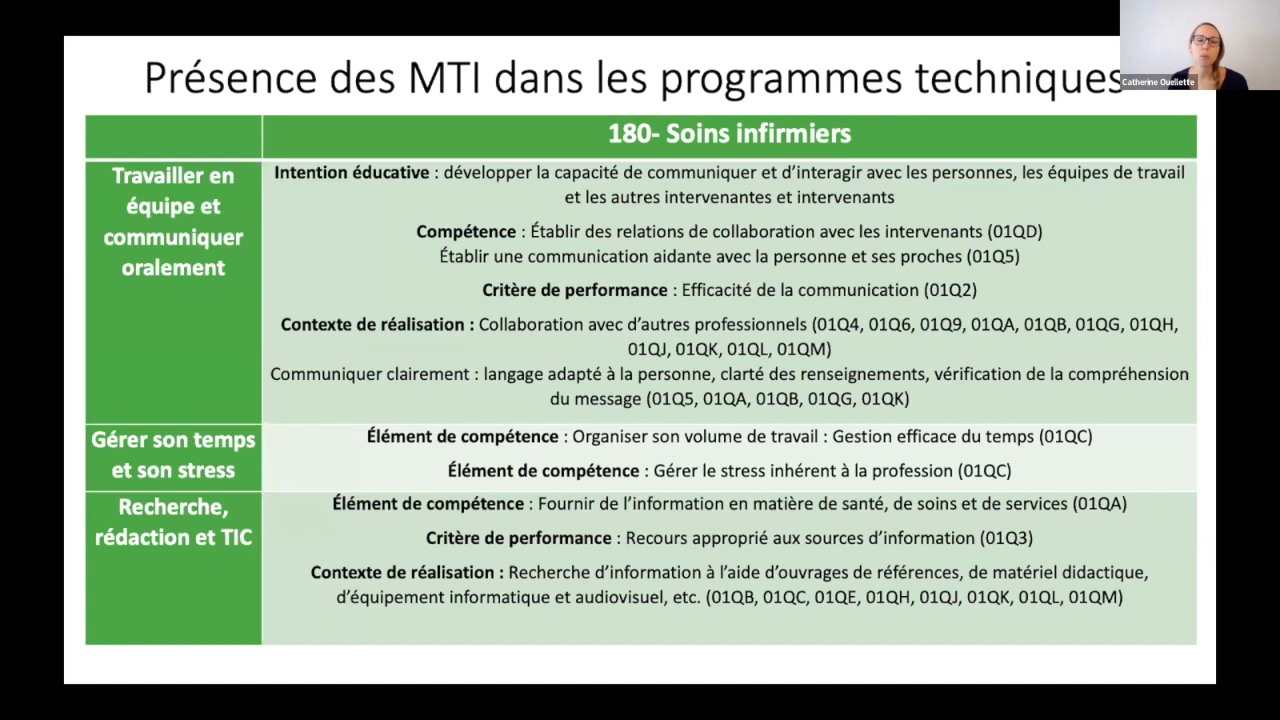 Présence des MTI dans les programmes techniques
Catherine Ouellette
180- Soins infirmiers
Travailler en
équipe et
communiquer
oralement
Intention éducative : développer la capacité de communiquer et d’interagir avec les personnes, les équipes de travail
et les autres intervenantes et intervenants
Compétence : Établir des relations de collaboration avec les intervenants (01QD)
Établir une communication aidante avec la personne et ses proches (01Q5)
Critère de performance : Efficacité de la communication (01Q2)
Contexte de réalisation : Collaboration avec d’autres professionnels (01Q4, 01Q6, 01Q9, 01QA, 01QB, 01QG, 01QH,
01QJ, 01QK, 01QL, 01QM)
Communiquer clairement : langage adapté à la personne, clarté des renseignements, vérification de la compréhension
du message (01Q5, 01QA, 01QB, 01QG, 01QK)
Gérer son temps
et son stress
Élément de compétence : Organiser son volume de travail : Gestion efficace du temps (01QC)
Élément de compétence : Gérer le stress inhérent à la profession (01QC)
Recherche,
rédaction et TIC
Élément de compétence : Fournir de l’information en matière de santé, de soins et de services (01QA)
Critère de performance : Recours approprié aux sources d’information (01Q3)
Contexte de réalisation : Recherche d’information à l’aide d’ouvrages de références, de matériel didactique,
d’équipement informatique et audiovisuel, etc. (01QB, 01QC, 01QE, 01QH, 01QJ, 01QK, 01QL, 01QM)